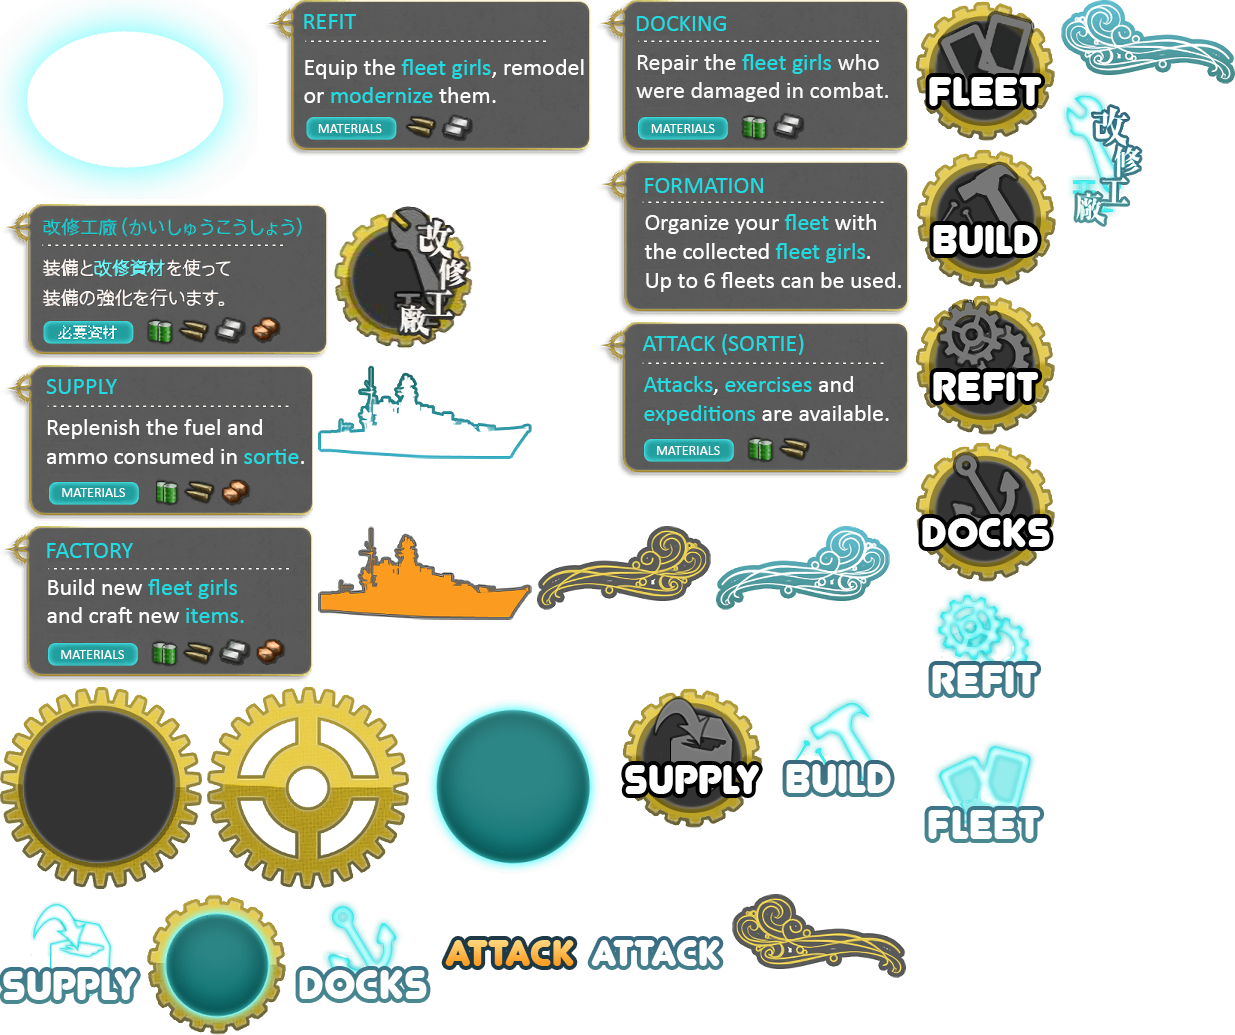 REFIT
Equip the fleet girls, remodel
or modernize them.
MATERIALS
DOCKING
Repair the fleet girls who
were damaged in combat.
MATERIALS
FLEET
改修工廠
FORMATION
Organize your fleet with
the collected fleet girls.
Up to 6 fleets can be used.
BUILD
改修工廠(かいしゅうこうしょう)
装備と改修資材を使って
装備の強化を行います。
必要資材
改修工廠
REFIT
ATTACK (SORTIE)
Attacks, exercises and
expeditions are available.
MATERIALS
SUPPLY
Replenish the fuel and
ammo consumed in sortie.
MATERIALS
DOCKS
FACTORY
Build new fleet girls
and craft new items.
MATERIALS
REFIT
SUPPLY
BUILD
FLEET
SUPPLY
DOCKS
ATTACK
ATTACK